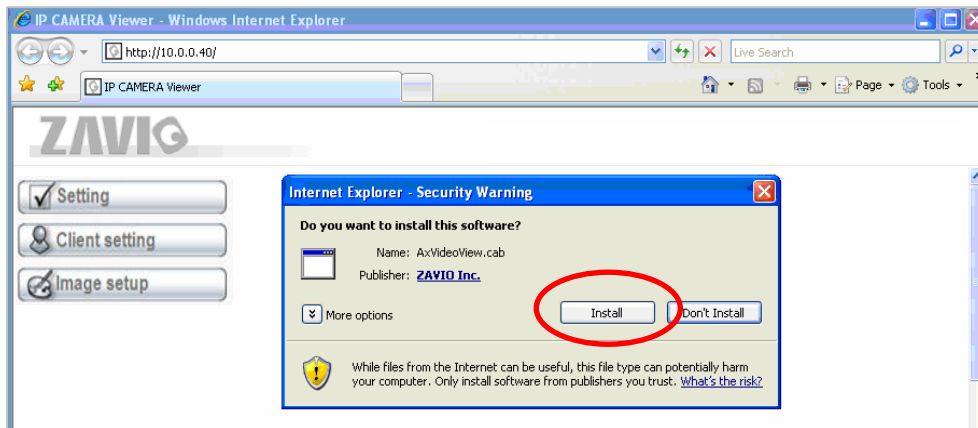 IP CAMERA Viewer - Windows Internet Explorer
http://10.0.0.40/
Live Search
IP CAMERA Viewer
Page
Tools
ZAVIO
Setting
Client setting
Image setup
Internet Explorer - Security Warning
Do you want to install this software?
Name: AxVideoView.cab
Publisher: ZAVIO Inc.
More options
Install
Don't Install
While files from the Internet can be useful, this file type can potentially harm
your computer. Only install software from publishers you trust. What's the risk?